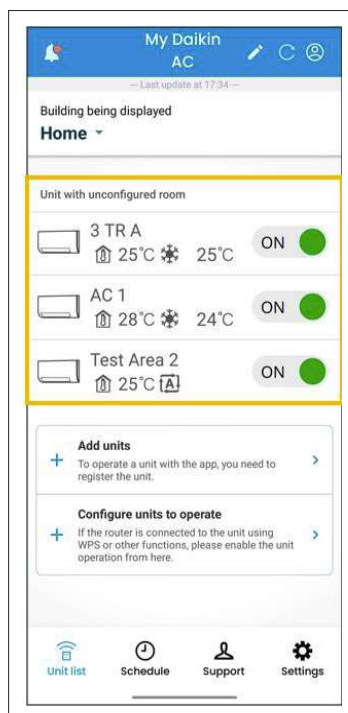 My Daikin
AC
— Last update at 17:34 —
Building being displayed
Home
Unit with unconfigured room
3 TR A
25°C 25°C
ON
AC 1
28°C 24°C
ON
Test Area 2
25°C A
ON
Add units
To operate a unit with the app, you need to
register the unit.
Configure units to operate
If the router is connected to the unit using
WPS or other functions, please enable the unit
operation from here.
Unit list Schedule Support Settings